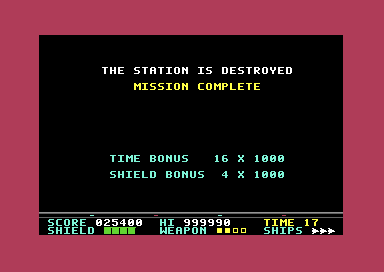 THE STATION IS DESTROYED
MISSION COMPLETE
TIME BONUS 16 X 1000
SHIELD BONUS 4 X 1000
SCORE 025400 HI 999990 TIME 17
SHIELD WEAPON SHIPS